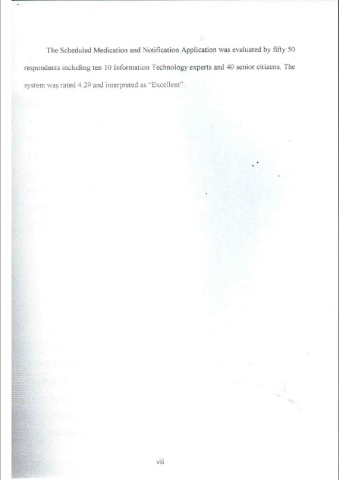 The Scheduled Medication and Notification Application was evaluated by fifty 50
respondents including ten 10 Information Technology experts and 40 senior citizens. The
system was rated 4.29 and interpreted as "Excellent".
viii